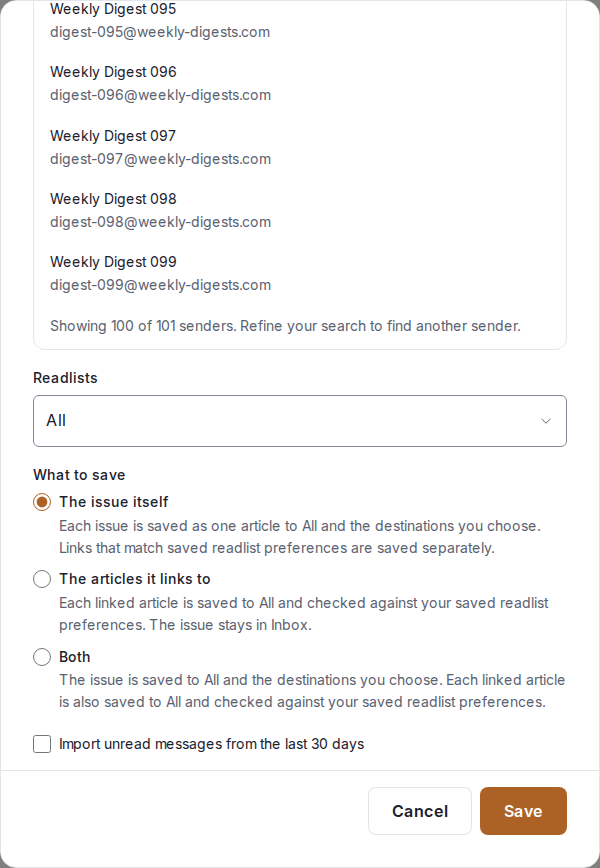 Weekly Digest 095
digest-095@weekly-digests.com
Weekly Digest 096
digest-096@weekly-digests.com
Weekly Digest 097
digest-097@weekly-digests.com
Weekly Digest 098
digest-098@weekly-digests.com
Weekly Digest 099
digest-099@weekly-digests.com
Showing 100 of 101 senders. Refine your search to find another sender.
Readlists
All
What to save
The issue itself
Each issue is saved as one article to All and the destinations you choose.
Links that match saved readlist preferences are saved separately.
The articles it links to
Each linked article is saved to All and checked against your saved readlist
preferences. The issue stays in Inbox.
Both
The issue is saved to All and the destinations you choose. Each linked article
is also saved to All and checked against your saved readlist preferences.
Import unread messages from the last 30 days
Cancel
Save